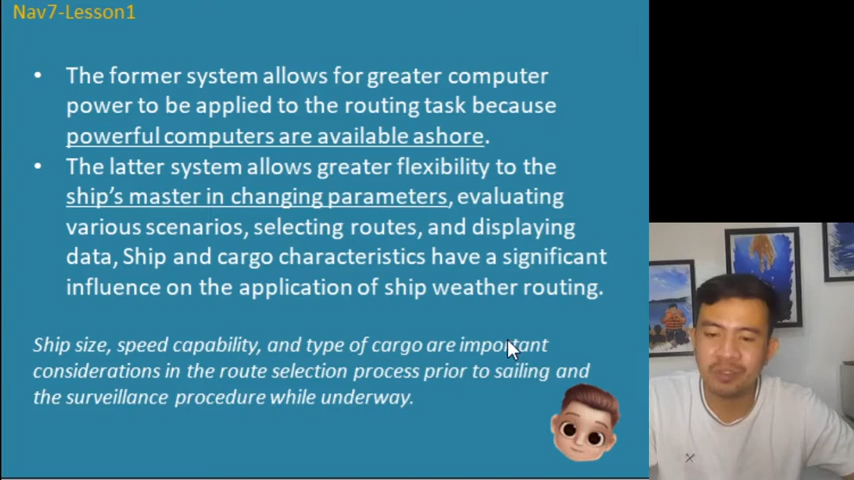 Nav7-Lesson1
• The former system allows for greater computer
power to be applied to the routing task because
powerful computers are available ashore.
• The latter system allows greater flexibility to the
ship's master in changing parameters, evaluating
various scenarios, selecting routes, and displaying
data, Ship and cargo characteristics have a significant
influence on the application of ship weather routing.
Ship size, speed capability, and type of cargo are important
considerations in the route selection process prior to sailing and
the surveillance procedure while underway.